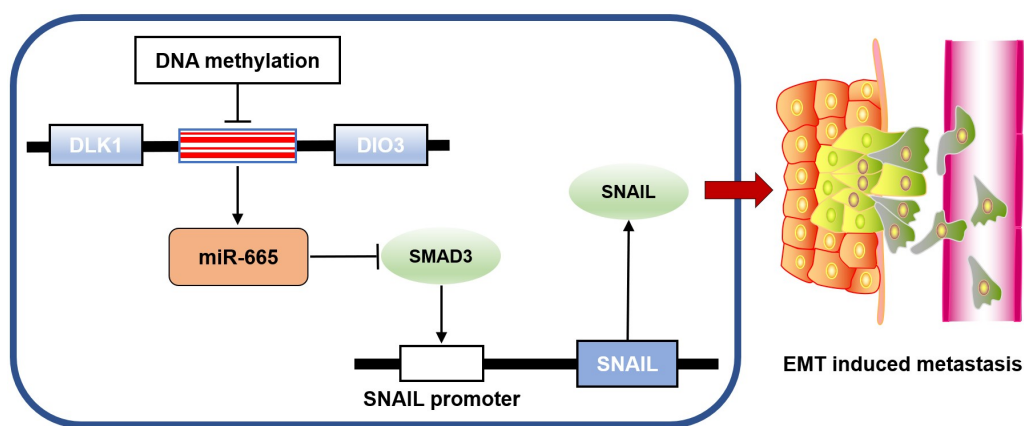 DNA methylation
DLK1
DIO3
miR-665
SMAD3
SNAIL
SNAIL
SNAIL promoter
EMT induced metastasis